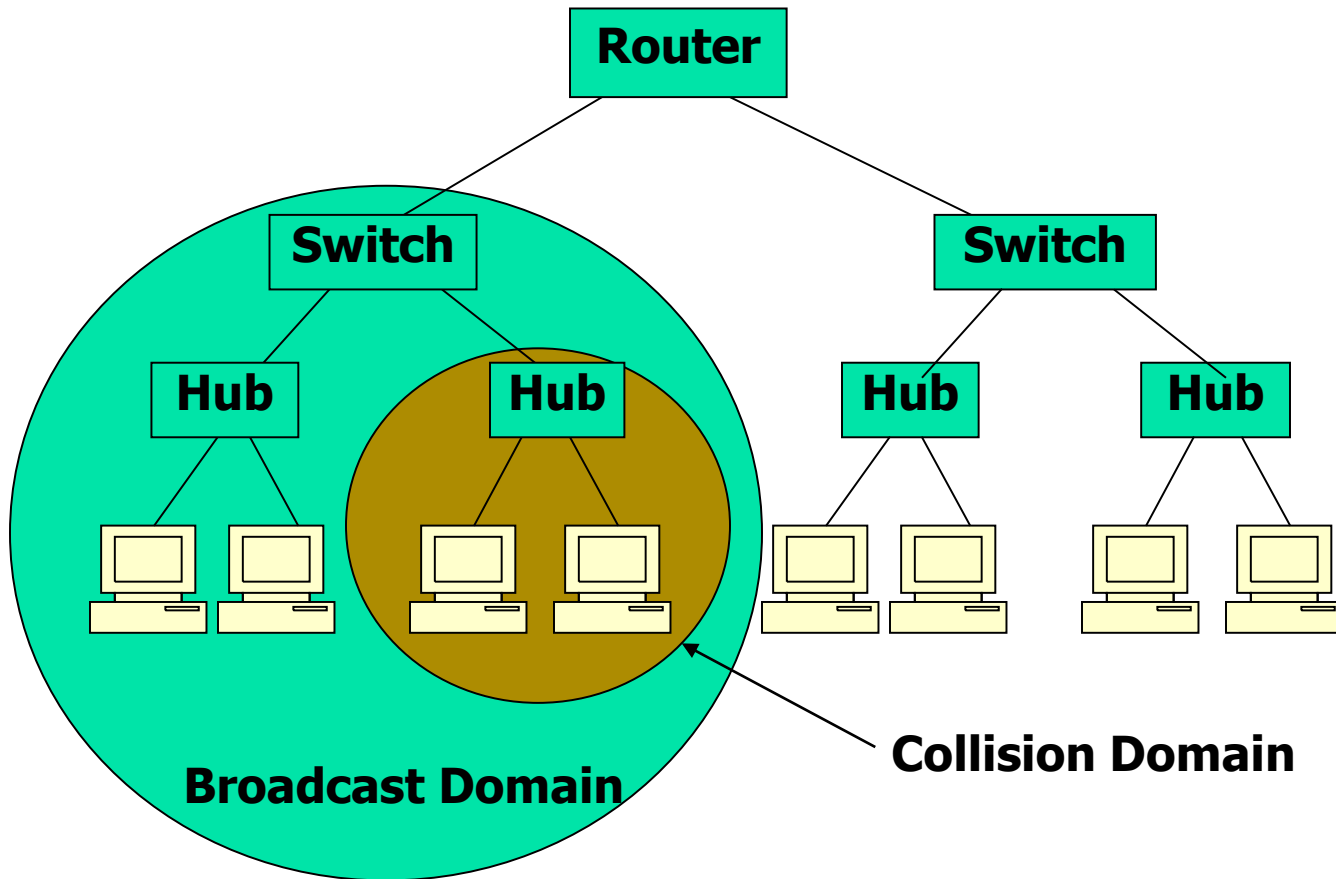 Router
Switch
Switch
Hub
Hub
Hub
Hub
Collision Domain
Broadcast Domain